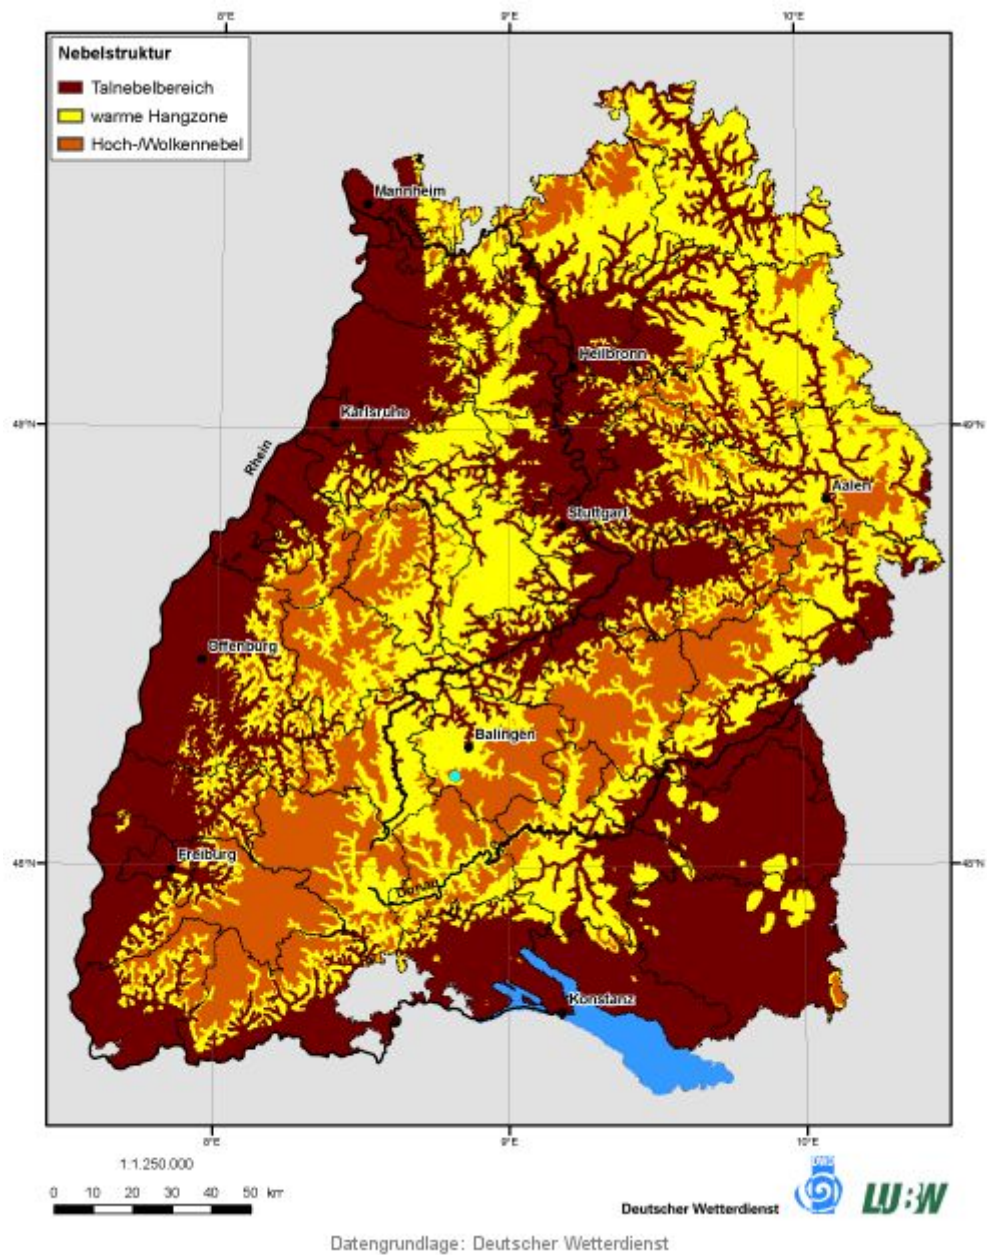 8°E 9°E 10°E
Nebelstruktur
Talnebelbereich
warme Hangzone
Hoch-/Wolkennebel
Mannheim
Heilbronn
Karlsruhe
49°N 49°N
Rhein
Aalen
Stuttgart
Offenburg
Balingen
Freiburg
48°N 48°N
Donau
Konstanz
8°E 9°E 10°E
1:1.250.000
0 10 20 30 40 50 km
DWD
Deutscher Wetterdienst
LUBW
Datengrundlage: Deutscher Wetterdienst